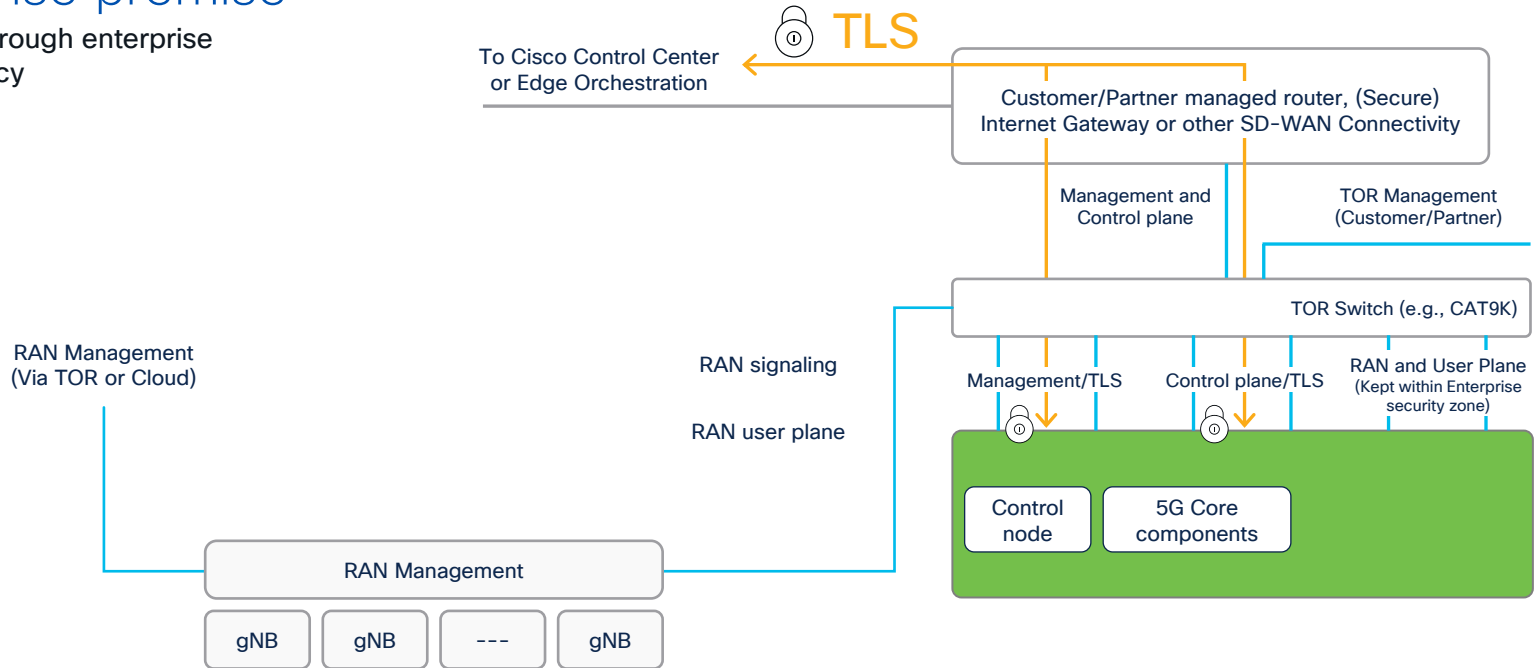 rough enterprise
TLS
To Cisco Control Center
or Edge Orchestration
Customer/Partner managed router, (Secure)
Internet Gateway or other SD-WAN Connectivity
Management and
Control plane
TOR Management
(Customer/Partner)
TOR Switch (e.g., CAT9K)
RAN Management
(Via TOR or Cloud)
RAN signaling
RAN user plane
Management/TLS
Control plane/TLS
RAN and User Plane
(Kept within Enterprise
security zone)
Control
node
5G Core
components
RAN Management
gNB
gNB
---
gNB